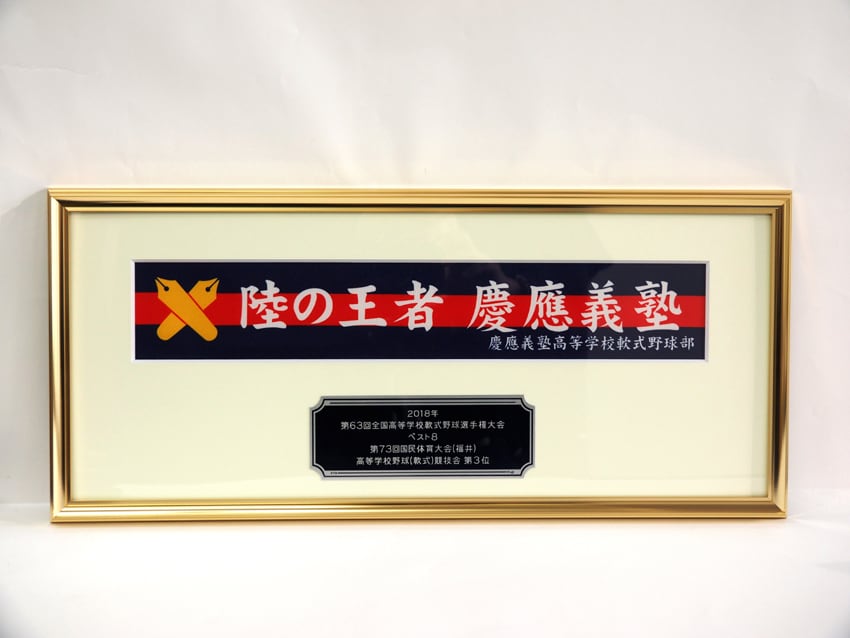 陸の王者 慶應義塾
慶應義塾高等学校軟式野球部
2018年
第63回全国高等学校軟式野球選手権大会
ベスト8
第73回国民体育大会(福井)
高等学校野球(軟式)競技会 第3位